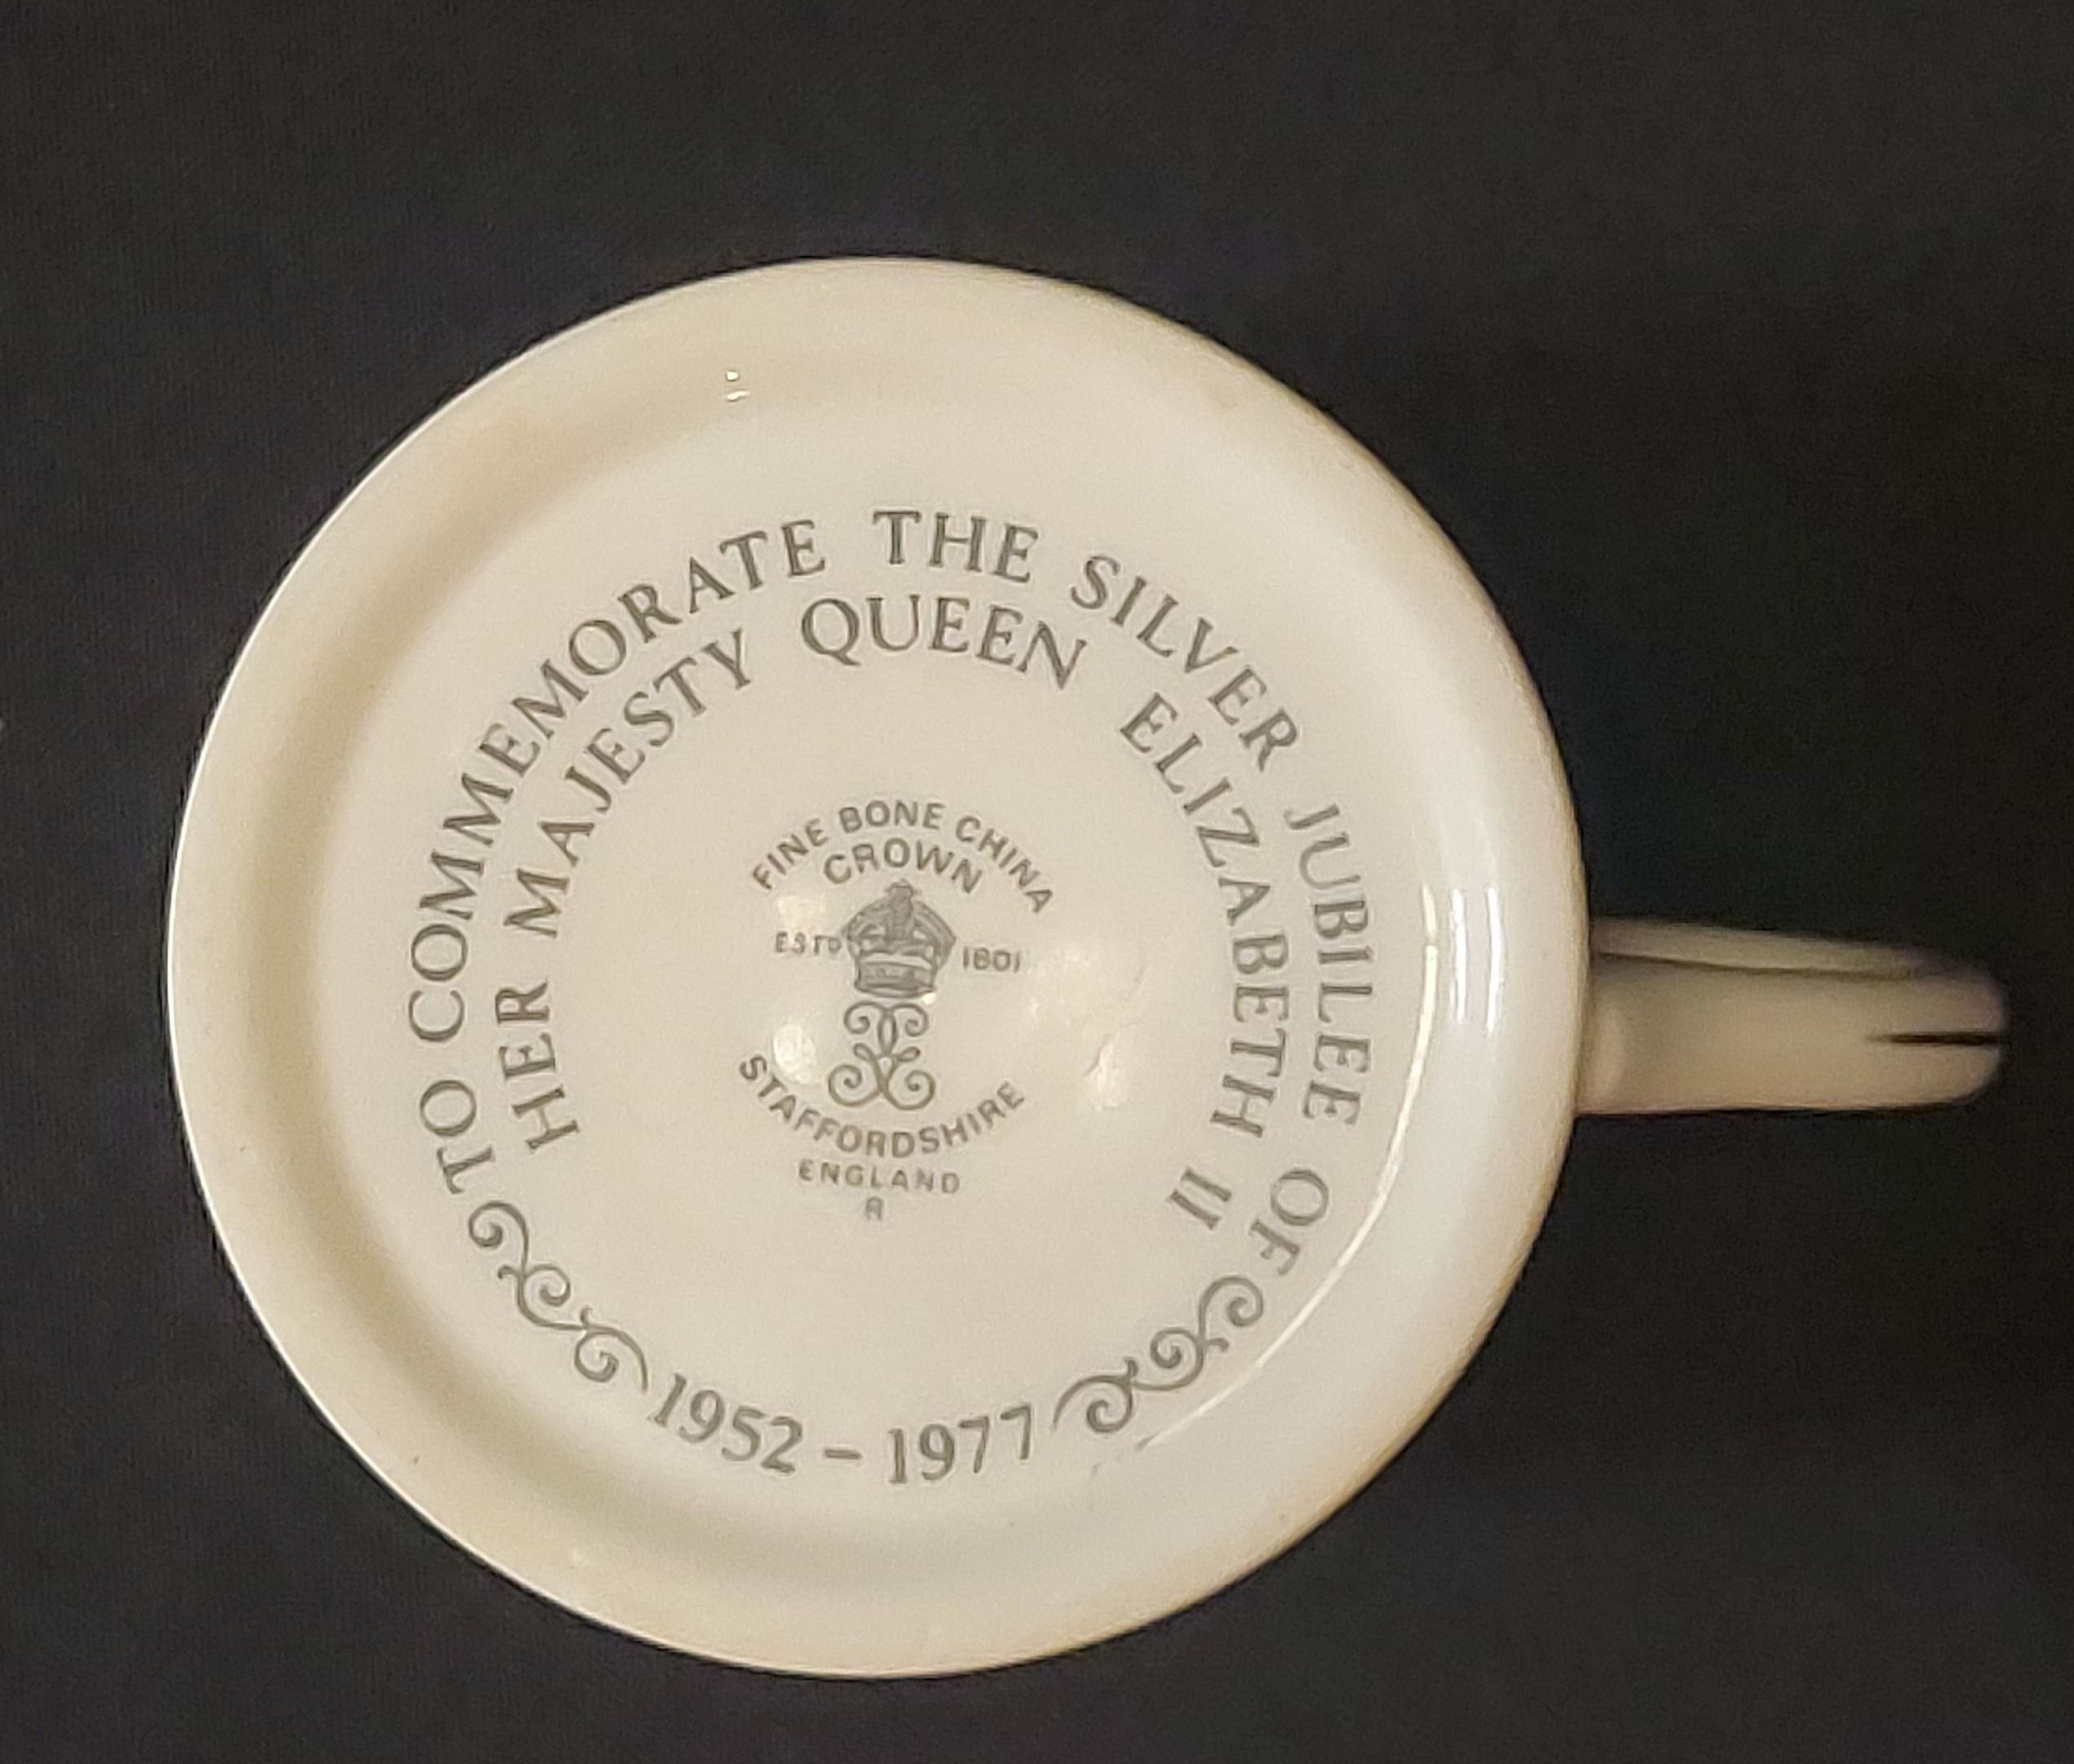 TO COMMEMORATE THE SILVER JUBILEE OF
HER MAJESTY QUEEN ELIZABETH II
FINE BONE CHINA
CROWN
ESTD 1801
STAFFORDSHIRE
ENGLAND
R
1952 – 1977